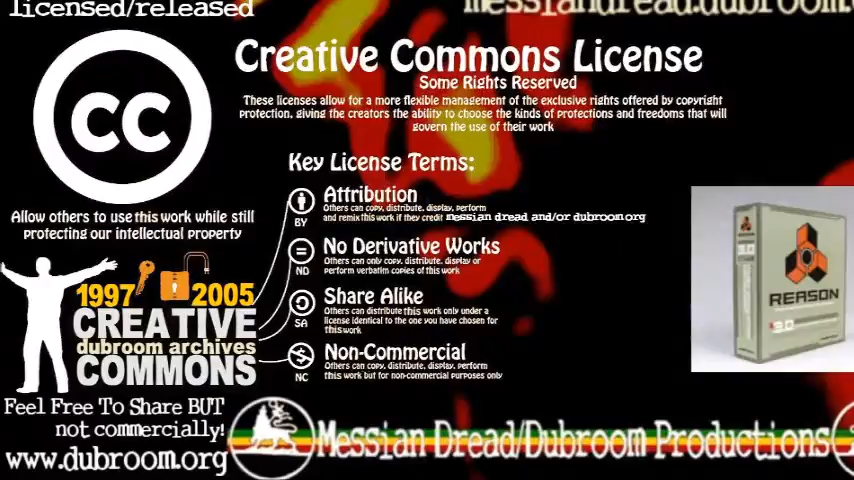 licensed/released
messiandread.dubroom.o
Creative Commons License
Some Rights Reserved
These licenses allow for a more flexible management of the exclusive rights offered by copyright
protection, giving the creators the ability to choose the kinds of protections and freedoms that will
govern the use of their work
cc
Key License Terms:
Attribution
Others can copy, distribute, display, perform
and remix this work if they credit messian dread and/or dubroom.org
BY
No Derivative Works
Others can only copy, distribute, display or
perform verbatim copies of this work
ND
Share Alike
Others can distribute this work only under a
license identical to the one you have chosen for
this work
SA
Non-Commercial
Others can copy, distribute, display, perform
this work but for non-commercial purposes only
NC
Allow others to use this work while still
protecting our intellectual property
1997 2005
CREATIVE
dubroom archives
COMMONS
REASON
Feel Free To Share BUT
not commercially!
www.dubroom.org
Messian Dread/Dubroom Productions